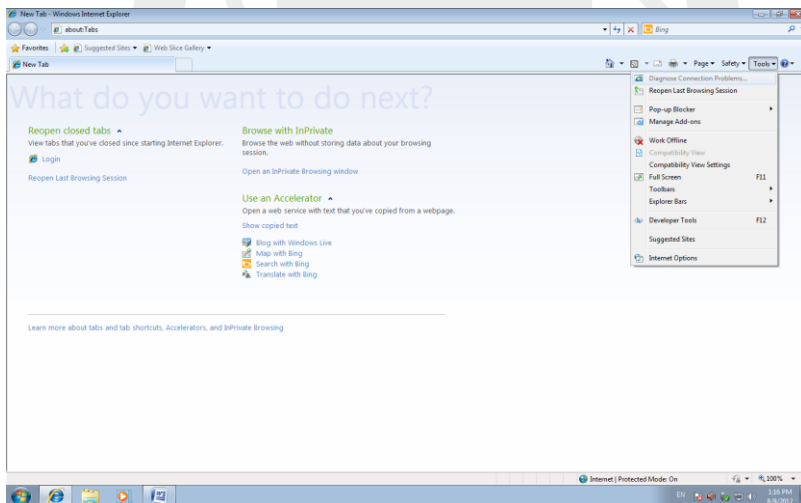 New Tab - Windows Internet Explorer
about:Tabs
Bing
Favorites Suggested Sites Web Slice Gallery
New Tab
Page Safety Tools
What do you want to do next?
Reopen closed tabs
View tabs that you've closed since starting Internet Explorer.
Login
Reopen Last Browsing Session
Browse with InPrivate
Browse the web without storing data about your browsing
session.
Open an InPrivate Browsing window
Use an Accelerator
Open a web service with text that you've copied from a webpage.
Show copied text
Blog with Windows Live
Map with Bing
Search with Bing
Translate with Bing
Learn more about tabs and tab shortcuts, Accelerators, and InPrivate Browsing
Diagnose Connection Problems...
Reopen Last Browsing Session
Pop-up Blocker
Manage Add-ons
Work Offline
Compatibility View
Compatibility View Settings
Full Screen F11
Toolbars
Explorer Bars
Developer Tools F12
Suggested Sites
Internet Options
Internet | Protected Mode: On 100%
EN 3:16 PM
6/9/2012